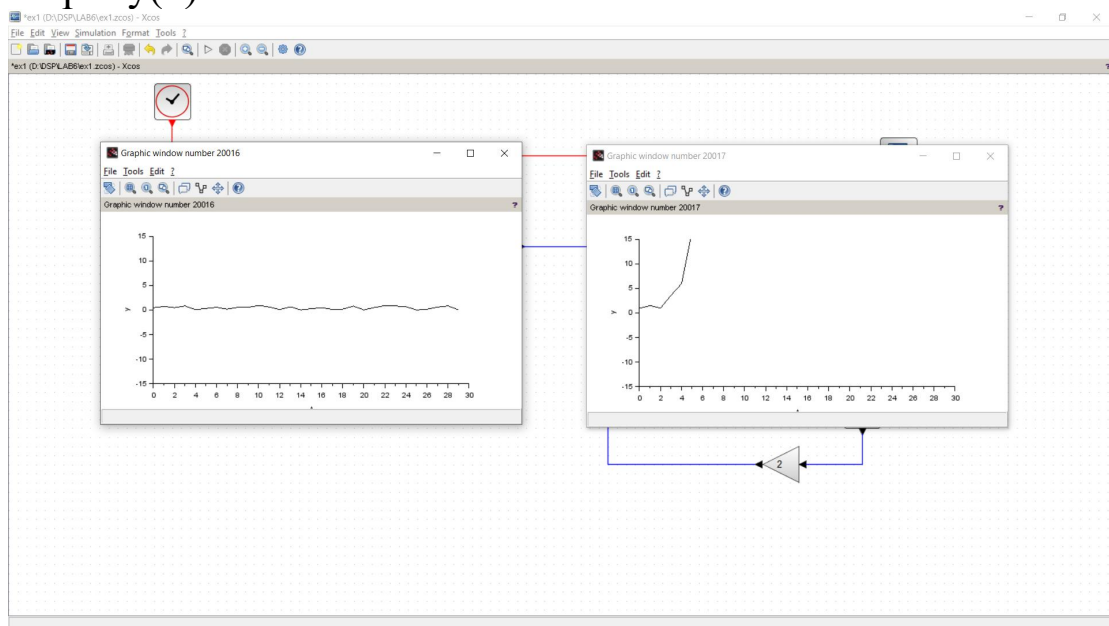 *ex1 (D:\DSP\LAB6\ex1.zcos) - Xcos
File Edit View Simulation Format Tools ?
*ex1 (D:\DSP\LAB6\ex1.zcos) - Xcos
?
Graphic window number 20016
File Tools Edit ?
Graphic window number 20016
?
15
10
5
y
0
-5
-10
-15
0 2 4 6 8 10 12 14 16 18 20 22 24 26 28 30
Graphic window number 20017
File Tools Edit ?
Graphic window number 20017
?
15
10
5
y
0
-5
-10
-15
0 2 4 6 8 10 12 14 16 18 20 22 24 26 28 30
2